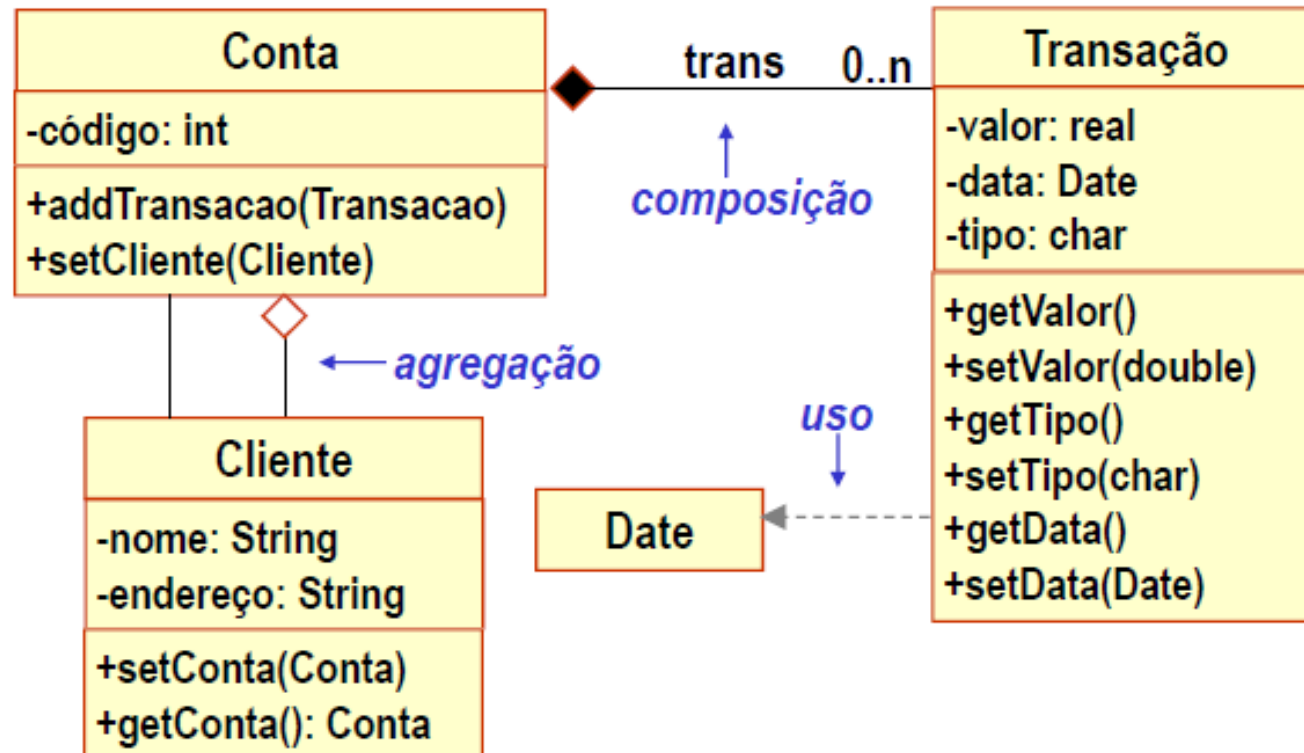 Conta
-código: int
+addTransacao(Transacao)
+setCliente(Cliente)
trans 0..n
composição
Transação
-valor: real
-data: Date
-tipo: char
+getValor()
+setValor(double)
+getTipo()
+setTipo(char)
+getData()
+setData(Date)
agregação
uso
Date
Cliente
-nome: String
-endereço: String
+setConta(Conta)
+getConta(): Conta